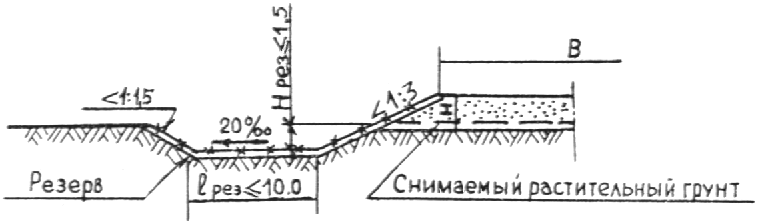 H рез≤1,5
B
<1:1,5
≤1:3
20‰
H
Резерв
ℓ рез≤10.0
Снимаемый растительный грунт